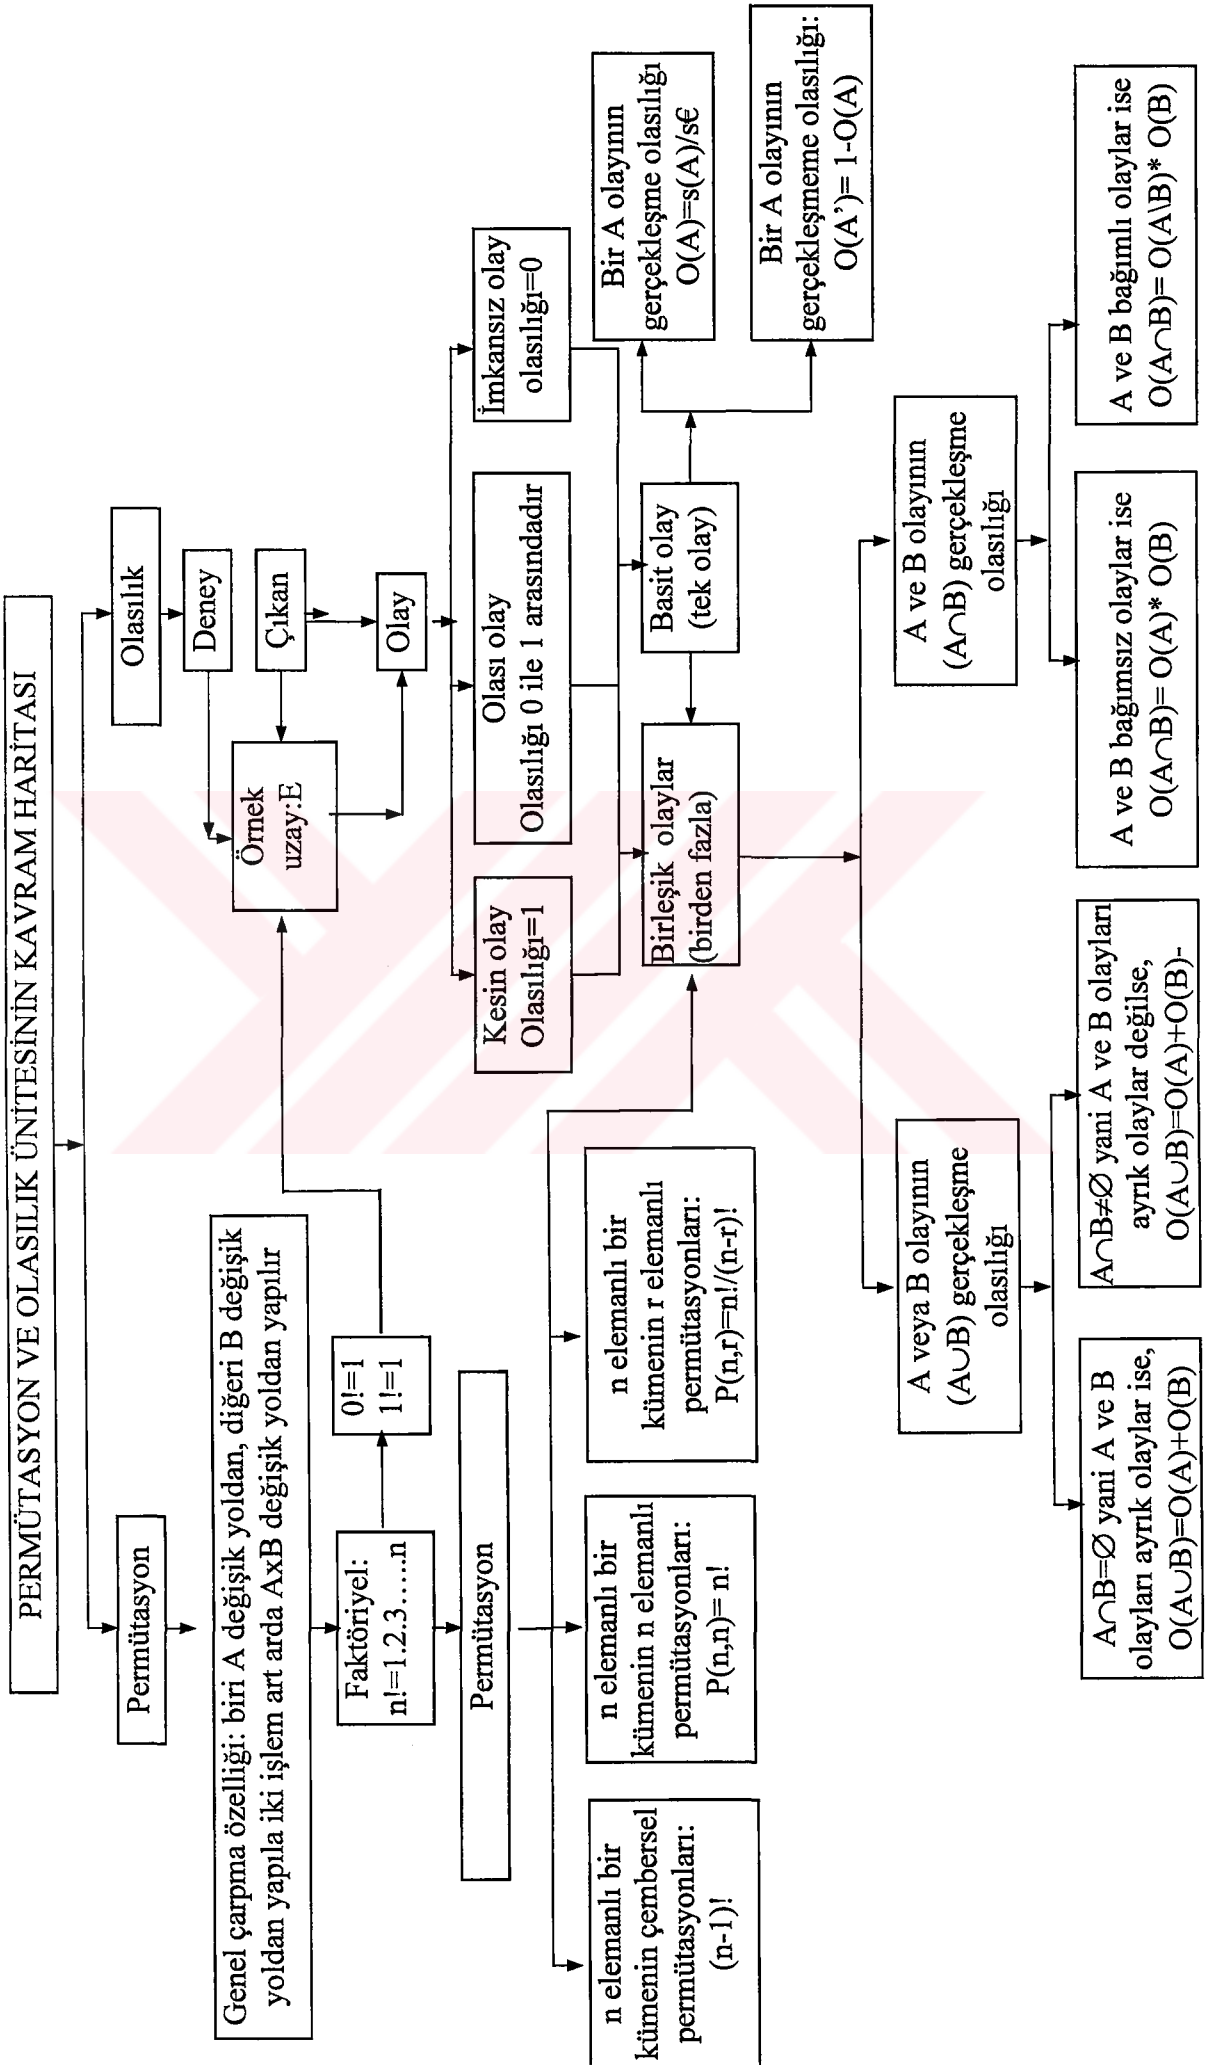 PERMÜTASYON VE OLASILIK ÜNİTESİNİN KAVRAM HARİTASI
Permütasyon
Genel çarpma özelliği: biri A değişik yoldan, diğeri B değişik
yoldan yapıla iki işlem art arda AxB değişik yoldan yapılır
Faktöriyel:
n!=1.2.3.....n
0!=1
1!=1
Permütasyon
n elemanlı bir
kümenin çembersel
permütasyonları:
(n-1)!
n elemanlı bir
kümenin n elemanlı
permütasyonları:
P(n,n)= n!
n elemanlı bir
kümenin r elemanlı
permütasyonları:
P(n,r)=n!/(n-r)!
Olasılık
Deney
Çıkan
Örnek
uzay:E
Olay
Kesin olay
Olasılığı=1
Olası olay
Olasılığı 0 ile 1 arasındadır
İmkansız olay
olasılığı=0
Birleşik olaylar
(birden fazla)
Basit olay
(tek olay)
Bir A olayının
gerçekleşme olasılığı
O(A)=s(A)/s€
Bir A olayının
gerçekleşmeme olasılığı:
O(A’)= 1-O(A)
A veya B olayının
(A∪B) gerçekleşme
olasılığı
A ve B olayının
(A∩B) gerçekleşme
olasılığı
A∩B=Ø yani A ve B
olayları ayrık olaylar ise,
O(A∪B)=O(A)+O(B)
A∩B≠Ø yani A ve B olayları
ayrık olaylar değilse,
O(A∪B)=O(A)+O(B)-
A ve B bağımsız olaylar ise
O(A∩B)= O(A)* O(B)
A ve B bağımlı olaylar ise
O(A∩B)= O(A\B)* O(B)